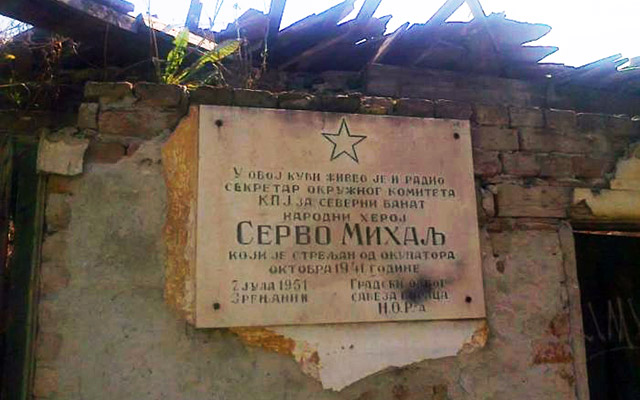 У ОВОЈ КУЋИ ЖИВЕО ЈЕ И РАДИО
СЕКРЕТАР ОКРУЖНОГ КОМИТЕТА
КПЈ ЗА СЕВЕРНИ БАНАТ
НАРОДНИ ХЕРОЈ
СЕРВО МИХАЉ
КОЈИ ЈЕ СТРЕЉАН ОД ОКУПАТОРА
ОКТОБРА 1941 ГОДИНЕ
7 ЈУЛА 1951
ЗРЕЊАНИН
ГРАДСКИ ОДБОР
САВЕЗА БОРАЦА
Н.О.Р-а